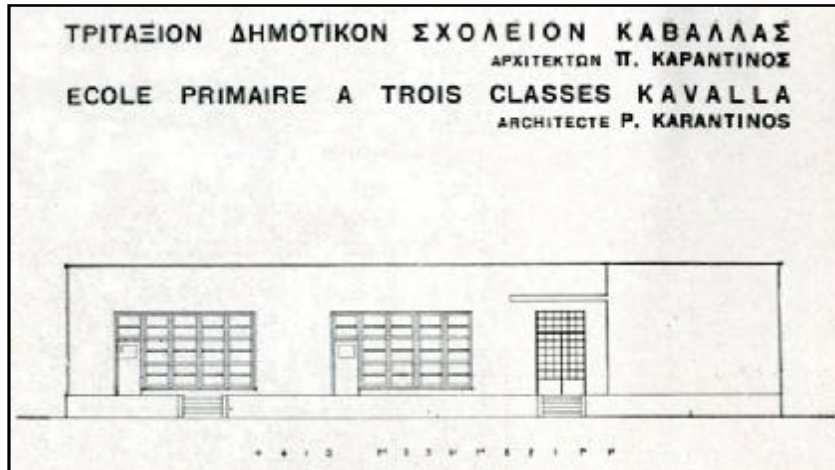 ΤΡΙΤΑΞΙΟΝ ΔΗΜΟΤΙΚΟΝ ΣΧΟΛΕΙΟΝ ΚΑΒΑΛΛΑΣ
ΑΡΧΙΤΕΚΤΩΝ Π. ΚΑΡΑΝΤΙΝΟΣ
ECOLE PRIMAIRE A TROIS CLASSES KAVALLA
ARCHITECTE P. KARANTINOS